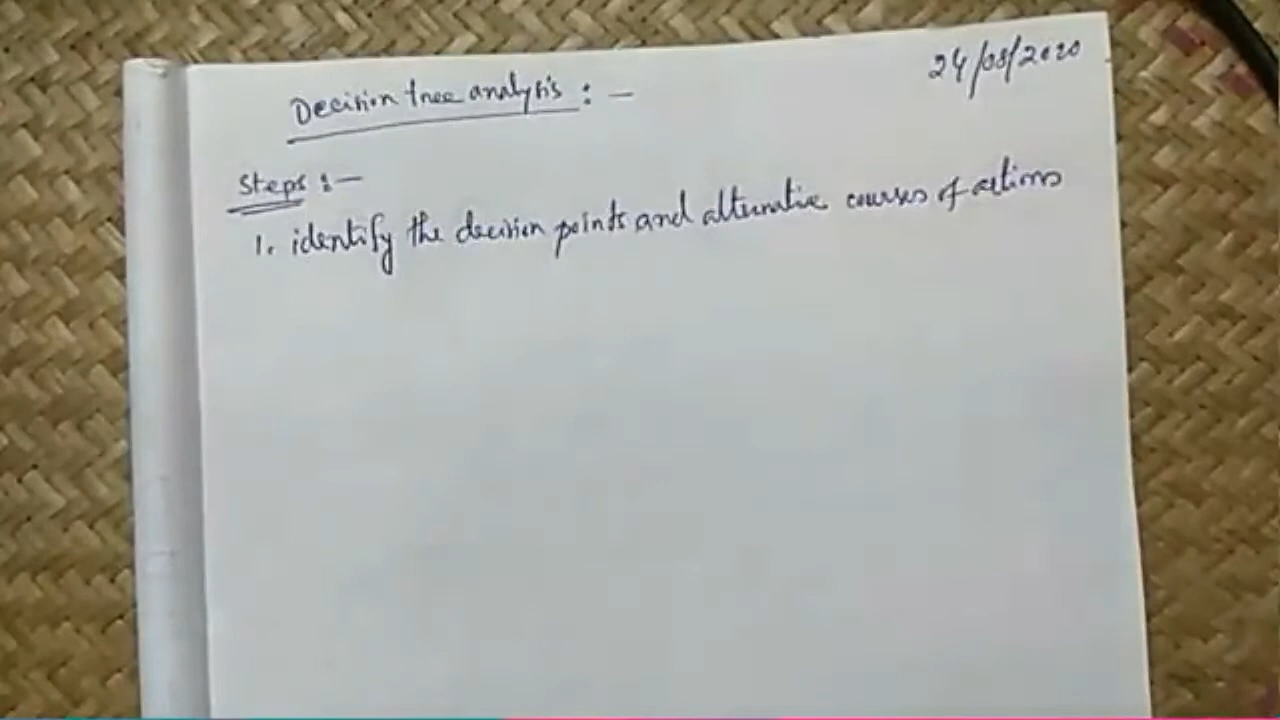 24/08/2020
Decision tree analysis : -
Steps :-
1. identify the decision points and alternative courses of actions